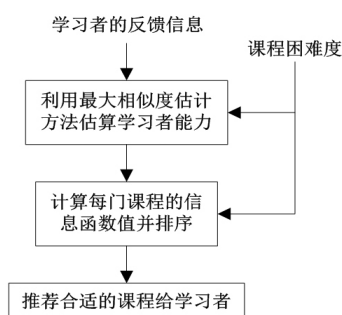 学习者的反馈信息
课程困难度
利用最大相似度估计
方法估算学习者能力
计算每门课程的信
息函数值并排序
推荐合适的课程给学习者